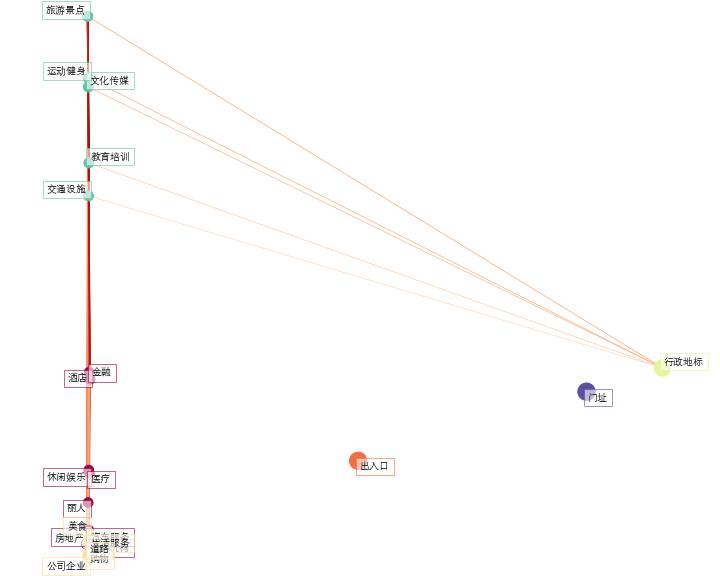 旅游景点
运动健身
文化传媒
教育培训
交通设施
行政地标
金融
酒店
门址
出入口
休闲娱乐
医疗
丽人
美食
房地产
汽车服务
生活服务
道路
购物
公司企业